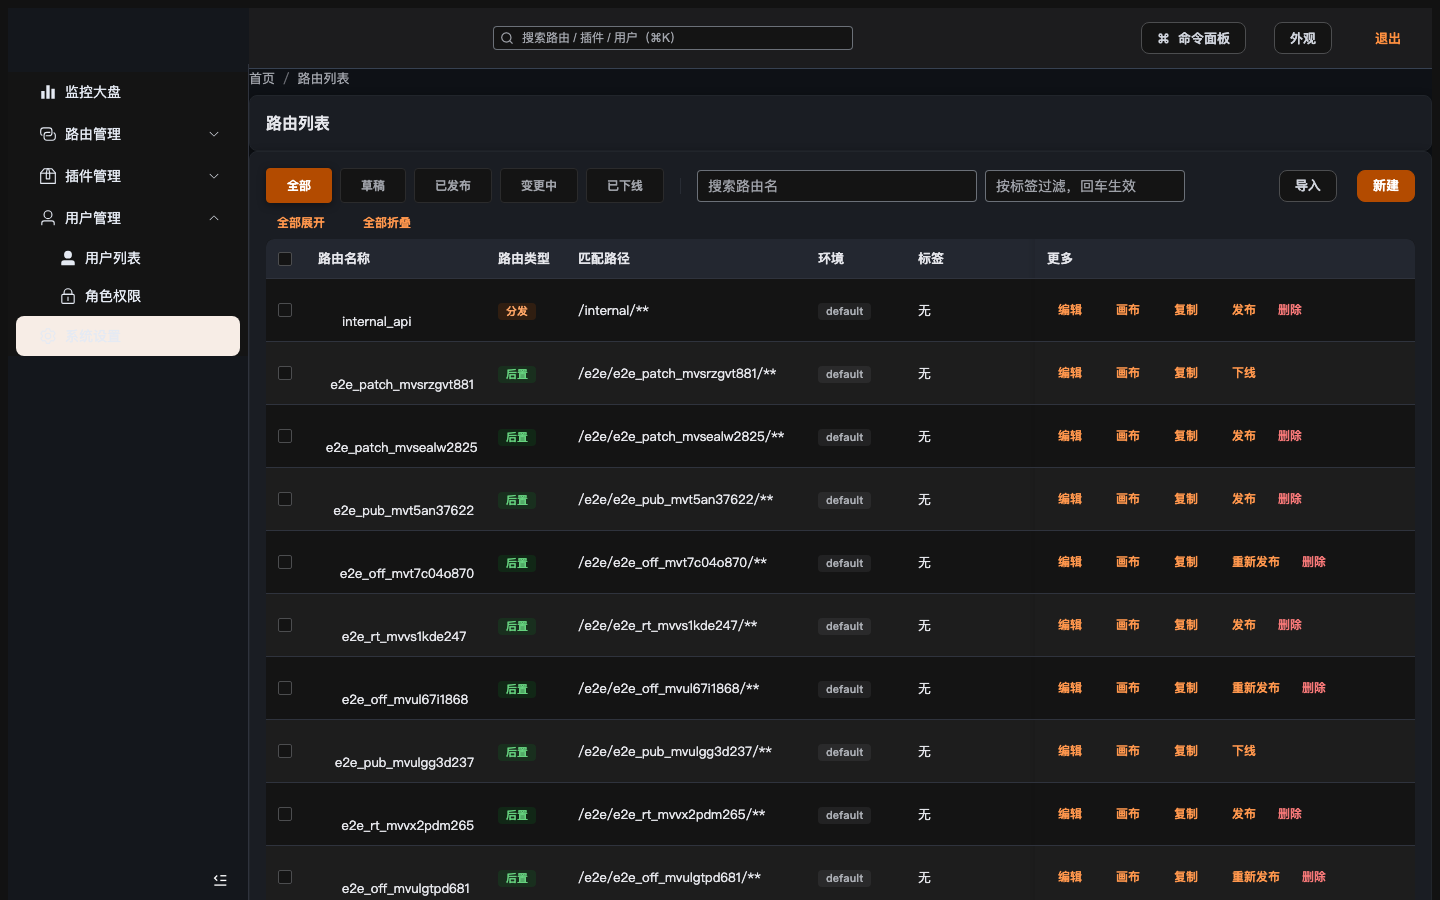 搜索路由 / 插件 / 用户（⌘K）
⌘ 命令面板
外观
退出
监控大盘
路由管理
插件管理
用户管理
用户列表
角色权限
系统设置
首页 / 路由列表
路由列表
全部 草稿 已发布 变更中 已下线 搜索路由名 按标签过滤，回车生效 导入 新建
全部展开 全部折叠
路由名称 路由类型 匹配路径 环境 标签 更多
internal_api 分发 /internal/** default 无 编辑 画布 复制 发布 删除
e2e_patch_mvsrzgvt881 后置 /e2e/e2e_patch_mvsrzgvt881/** default 无 编辑 画布 复制 下线
e2e_patch_mvsealw2825 后置 /e2e/e2e_patch_mvsealw2825/** default 无 编辑 画布 复制 发布 删除
e2e_pub_mvt5an37622 后置 /e2e/e2e_pub_mvt5an37622/** default 无 编辑 画布 复制 发布 删除
e2e_off_mvt7c04o870 后置 /e2e/e2e_off_mvt7c04o870/** default 无 编辑 画布 复制 重新发布 删除
e2e_rt_mvvs1kde247 后置 /e2e/e2e_rt_mvvs1kde247/** default 无 编辑 画布 复制 发布 删除
e2e_off_mvul67i1868 后置 /e2e/e2e_off_mvul67i1868/** default 无 编辑 画布 复制 重新发布 删除
e2e_pub_mvulgg3d237 后置 /e2e/e2e_pub_mvulgg3d237/** default 无 编辑 画布 复制 下线
e2e_rt_mvvx2pdm265 后置 /e2e/e2e_rt_mvvx2pdm265/** default 无 编辑 画布 复制 发布 删除
e2e_off_mvulgtpd681 后置 /e2e/e2e_off_mvulgtpd681/** default 无 编辑 画布 复制 重新发布 删除